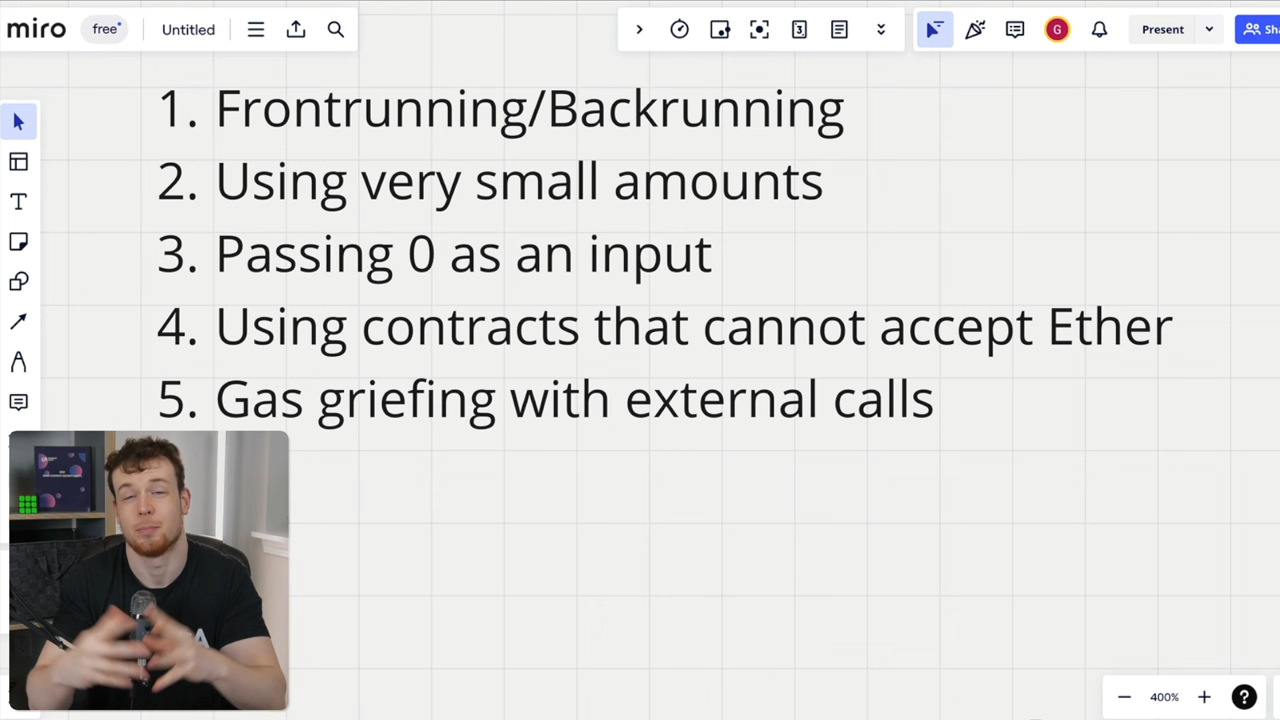 miro free Untitled 3 Present
1. Frontrunning/Backrunning
2. Using very small amounts
3. Passing 0 as an input
4. Using contracts that cannot accept Ether
5. Gas griefing with external calls
T
G
A
400%
?